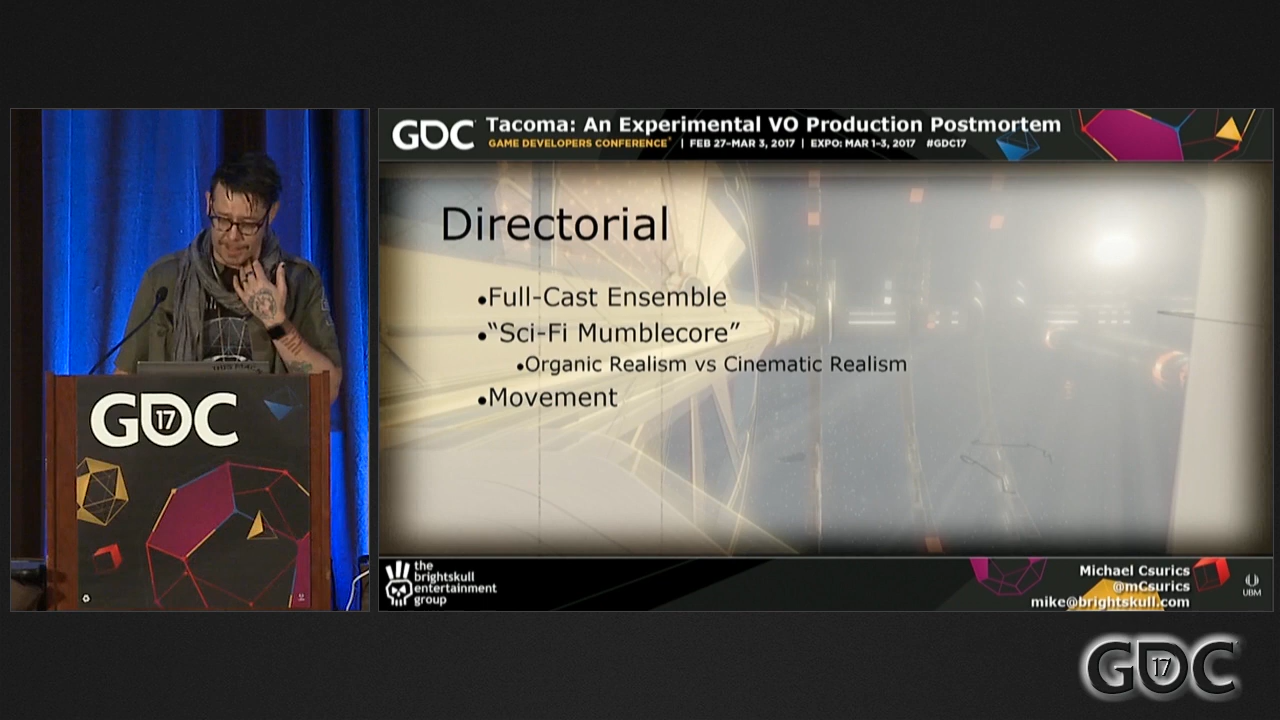 GDC
Tacoma: An Experimental VO Production Postmortem
GAME DEVELOPERS CONFERENCE® | FEB 27-MAR 3, 2017 | EXPO: MAR 1-3, 2017 #GDC17
Directorial
•Full-Cast Ensemble
•“Sci-Fi Mumblecore”
•Organic Realism vs Cinematic Realism
•Movement
GDC
17
the
brightskull
entertainment
group
Michael Csurics
@mCsurics
mike@brightskull.com
UBM
GDC
17